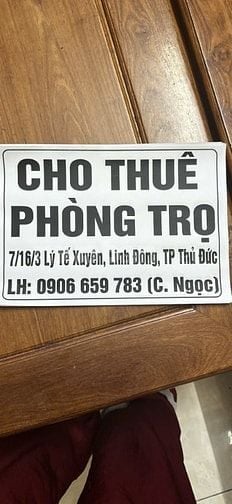 CHO THUÊ
PHÒNG TRỌ
7/16/3 Lý Tế Xuyên, Linh Đông, TP Thủ Đức
LH: 0906 659 783 (C. Ngọc)